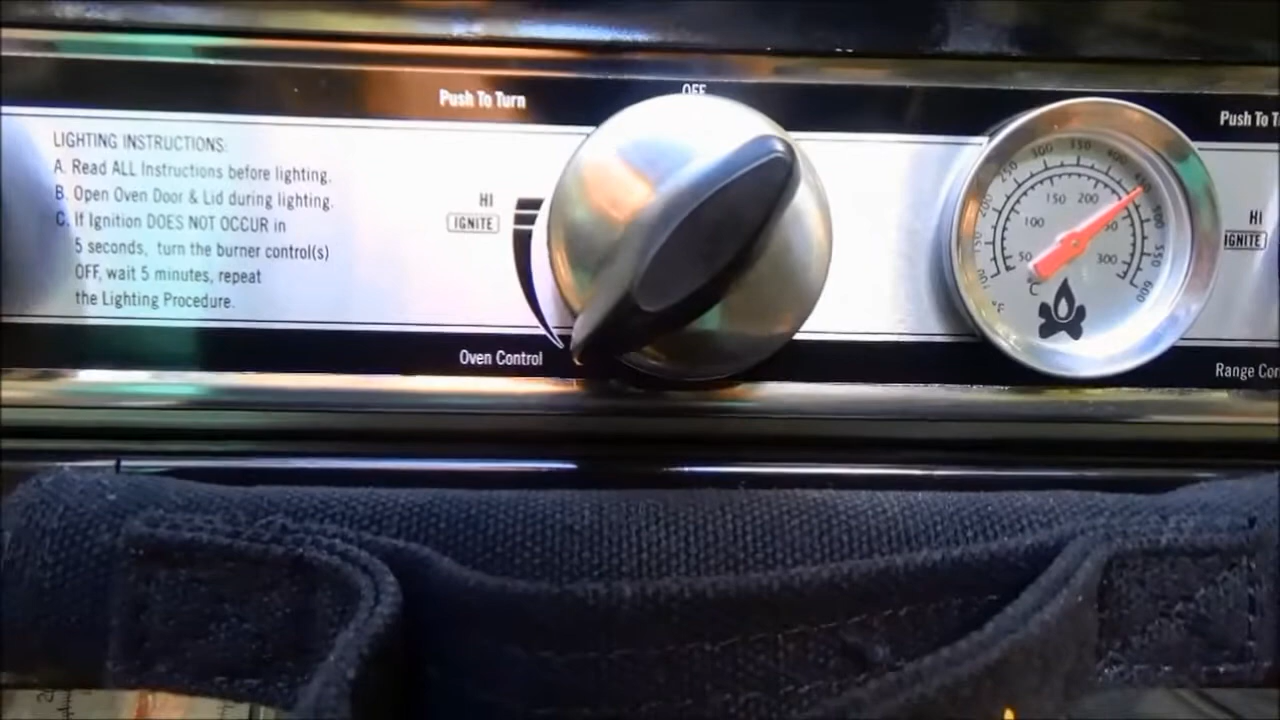 OFF
Push To Turn
LIGHTING INSTRUCTIONS:
A. Read ALL Instructions before lighting.
B. Open Oven Door & Lid during lighting.
C. If Ignition DOES NOT OCCUR in
5 seconds, turn the burner control(s)
OFF, wait 5 minutes, repeat
the Lighting Procedure.
HI
IGNITE
Oven Control
100 150 200 250 300 350 400 450 500 550 600
50 100 150 200 300
°C
°F
Push To
HI
IGNITE
Range